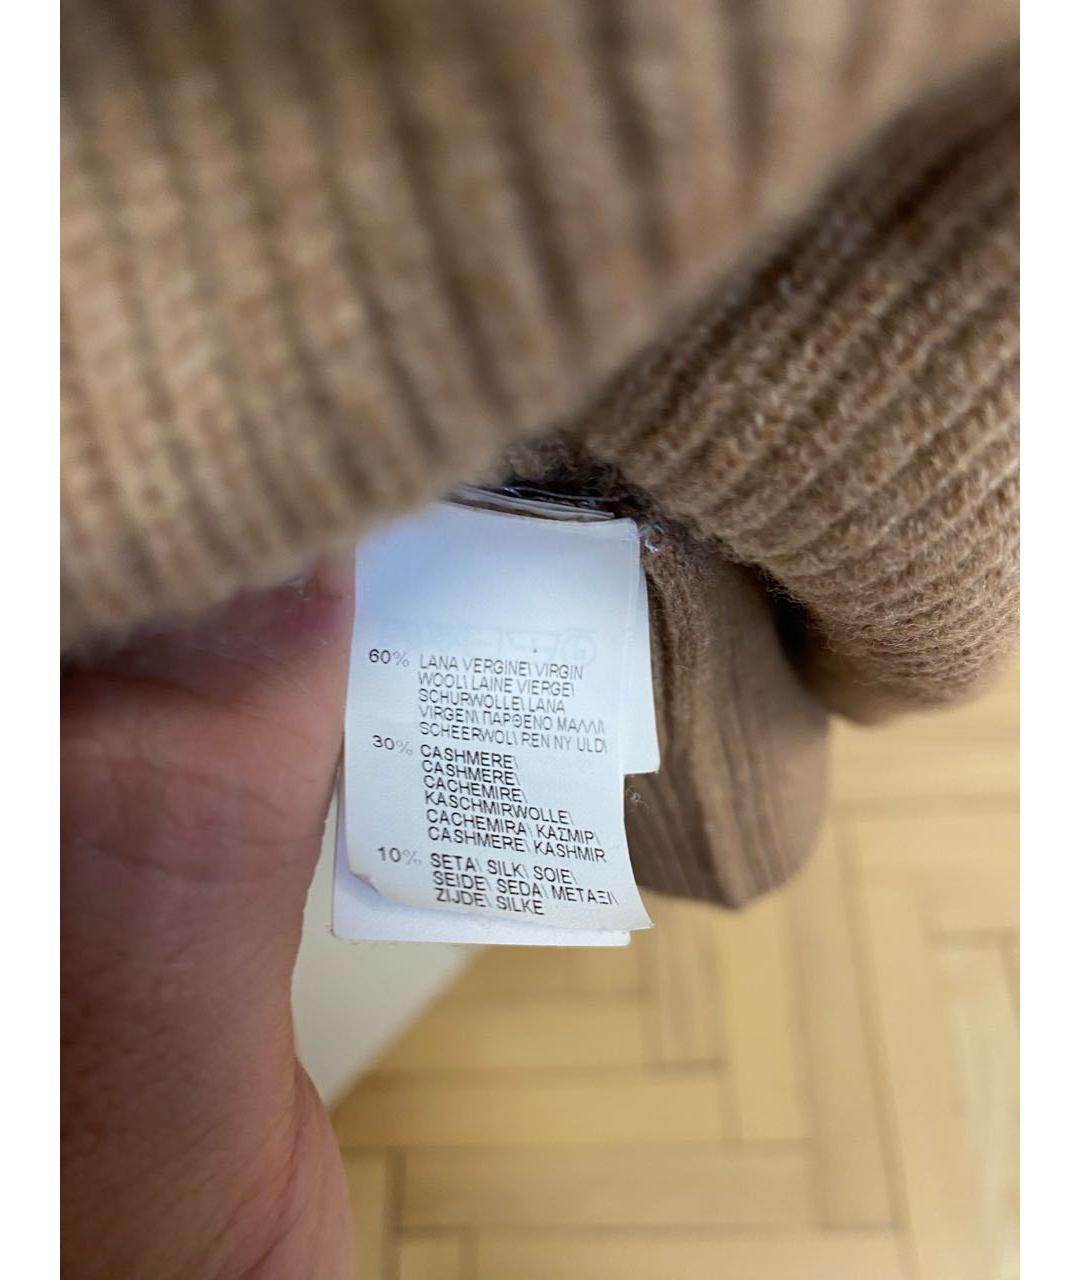 60% LANA VERGINE\ VIRGIN
WOOL\ LAINE VIERGE\
SCHURWOLLE\ LANA
VIRGEN\ ΠΑΡΘΕΝΟ ΜΑΛΛΙ\
SCHEERWOL\ REN NY ULD\
30% CASHMERE\
CASHMERE\
CACHEMIRE\
KASCHMIRWOLLE\
CACHEMIRA\ ΚΑΣΜΙΡ\
CASHMERE\ KASHMIR
10% SETA\ SILK\ SOIE\
SEIDE\ SEDA\ ΜΕΤΑΞΙ\
ZIJDE\ SILKE